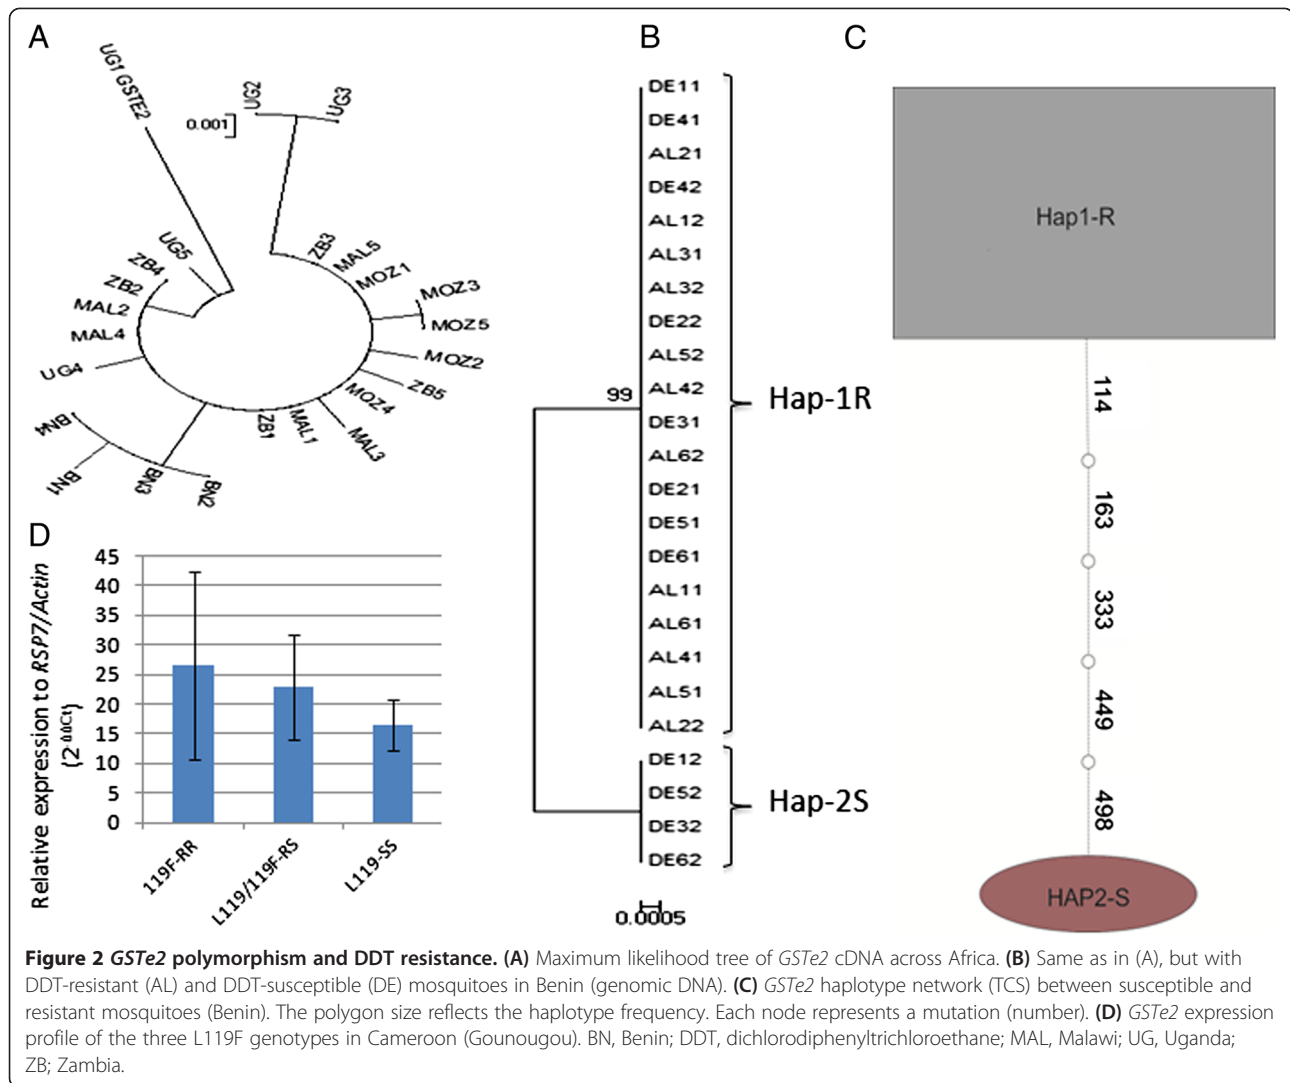 A
B
C
UG1 GSTE2
UG2
UG3
0.001
ZB3
MAL5
MOZ1
MOZ3
MOZ5
MOZ2
ZB5
MOZ4
MAL3
MAL1
ZB1
BN2
BN3
BN1
BN4
UG4
MAL4
MAL2
ZB2
ZB4
UG5
DE11
DE41
AL21
DE42
AL12
AL31
AL32
DE22
AL52
AL42
DE31
AL62
DE21
DE51
DE61
AL11
AL61
AL41
AL51
AL22
DE12
DE52
DE32
DE62
99
Hap-1R
Hap-2S
0.0005
Hap1-R
114
163
333
449
498
HAP2-S
D
Relative expression to RSP7/Actin
(2^-ΔΔCt)
45
40
35
30
25
20
15
10
5
0
119F-RR
L119/119F-RS
L119-SS
Figure 2 GSTe2 polymorphism and DDT resistance. (A) Maximum likelihood tree of GSTe2 cDNA across Africa. (B) Same as in (A), but with
DDT-resistant (AL) and DDT-susceptible (DE) mosquitoes in Benin (genomic DNA). (C) GSTe2 haplotype network (TCS) between susceptible and
resistant mosquitoes (Benin). The polygon size reflects the haplotype frequency. Each node represents a mutation (number). (D) GSTe2 expression
profile of the three L119F genotypes in Cameroon (Gounougou). BN, Benin; DDT, dichlorodiphenyltrichloroethane; MAL, Malawi; UG, Uganda;
ZB; Zambia.